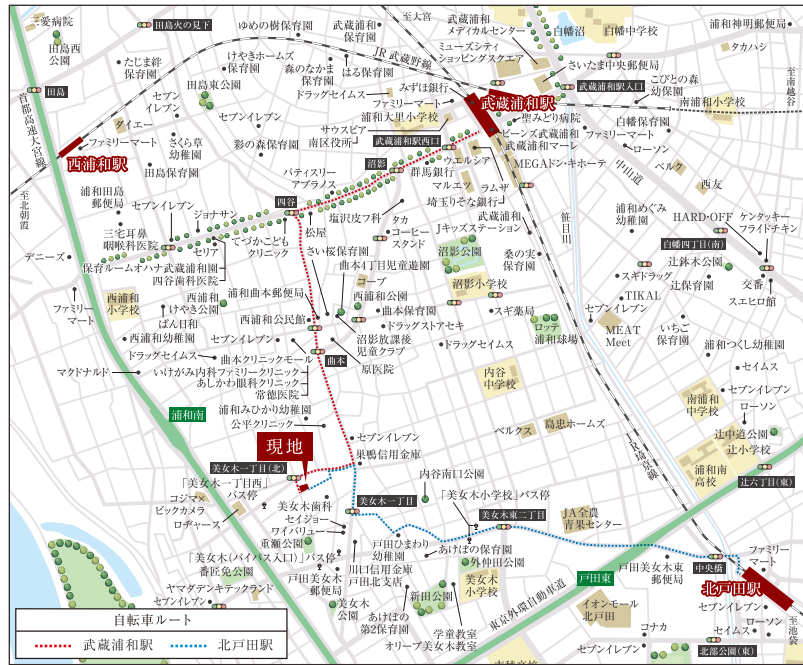 三愛病院
田島西
公園
田島氷の見下
ゆめの樹保育園
武蔵浦和
保育園
至大宮
武蔵浦和
メディカルセンター
白幡沼
白幡中学校
浦和神明郵便局
タカハシ
ミューズシティ
ショッピングスクエア
さいたま中央郵便局
至南越谷
JR武蔵野線
たじま絆
保育園
けやきホームズ
保育園
森のなかま
保育園
はる保育園
田島東公園
ドラッグセイムス
みずほ銀行
ファミリーマート
武蔵浦和駅
武蔵浦和駅入口
こびとの森
幼保園
南浦和小学校
田島
首都高速大宮線
セブン
イレブン
セブンイレブン
サウスピア
南区役所
浦和大里小学校
武蔵浦和駅西口
聖みどり病院
ビーンズ武蔵浦和
武蔵浦和マーレ
白幡保育園
ファミリーマート
ローソン
ダイエー
ファミリーマート
さくら草
幼稚園
彩の森保育園
西浦和駅
田島保育園
沼影
群馬銀行
ウエルシア
MEGAドン・キホーテ
中山道
ベルク
西友
至北朝霞
パティスリー
アプラノス
マルエツ
ラムザ
埼玉りそな銀行
浦和田島
郵便局
セブンイレブン
ジョナサン
四谷
塩沢皮フ科
武蔵浦和
Jキッズステーション
笹目川
浦和めぐみ
幼稚園
HARD・OFF
ケンタッキー
フライドチキン
三宅耳鼻
咽喉科医院
セリア
てづかこども
クリニック
松屋
タカ
コーヒー
スタンド
白幡四丁目(南)
デニーズ
保育ルームオハナ武蔵浦和園
四谷歯科医院
さい桜保育園
曲本4丁目児童遊園
沼影公園
桑の実
保育園
辻鉾木公園
スギドラッグ
辻保育園
交番
スエヒロ館
コープ
沼影小学校
ファミリー
マート
西浦和
小学校
西浦和
けやき公園
浦和曲本郵便局
西浦和公園
曲本保育園
スギ薬局
TIKAL
セブンイレブン
ぽん日和
西浦和公民館
ドラッグストアセキ
ロッテ
浦和球場
MEAT
Meet
いちご
保育園
西浦和幼稚園
セブンイレブン
沼影放課後
児童クラブ
ドラッグセイムス
浦和つくし幼稚園
ドラッグセイムス
曲本クリニックモール
曲本
原医院
セイムス
マクドナルド
いけがみ内科ファミリークリニック
あしかわ眼科クリニック
常徳医院
内谷
中学校
セブンイレブン
南浦和
中学校
ローソン
浦和南
浦和みひかり幼稚園
公平クリニック
ベルクス
島忠ホームズ
辻中道公園
辻小学校
現地
セブンイレブン
巣鴨信用金庫
JR埼京線
浦和南
高校
辻六丁目(東)
美女木一丁目(北)
「美女木一丁目西」
バス停
内谷南口公園
コジマ×
ビックカメラ
ロヂャース
美女木歯科
セイジョー
ワイバリュー
重瀬公園
美女木一丁目
「美女木小学校」バス停
美女木東二丁目
JA全農
青果センター
「美女木(バイパス入口)」バス停
番匠免公園
戸田ひまわり
幼稚園
あけぼの保育園
川口信用金庫
戸田北支店
外伸田公園
戸田美女木東
郵便局
中央橋
ファミリー
マート
戸田東
ヤマダデンキテックランド
セブンイレブン
戸田美女木
郵便局
新田公園
美女木
小学校
東京外環自動車道
北戸田駅
美女木
公園
あけぼの
第2保育園
学童教室
オリーブ美女木教室
イオンモール
北戸田
セブンイレブン
コナカ
ローソン
セイムス
至池袋
北部公園(東)
自転車ルート
武蔵浦和駅
北戸田駅